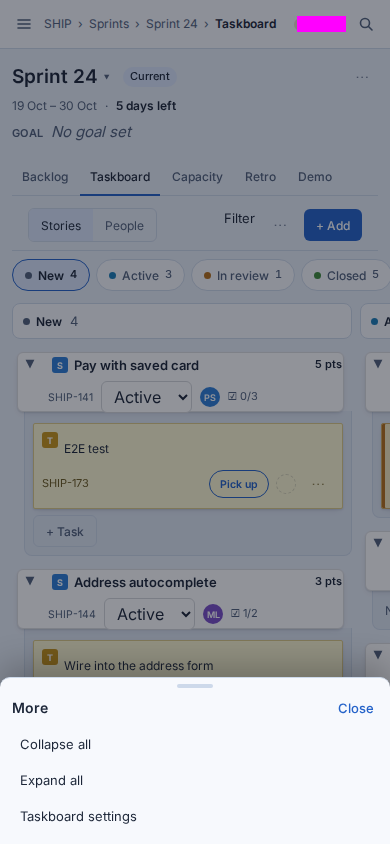 SHIP › Sprints › Sprint 24 › Taskboard
Sprint 24 ▾ Current ...
19 Oct – 30 Oct · 5 days left
GOAL No goal set
Backlog Taskboard Capacity Retro Demo
Stories People Filter ... + Add
New 4 Active 3 In review 1 Closed 5
New 4 A
▼ S Pay with saved card 5 pts ▼
SHIP-141 Active PS ☑ 0/3
T E2E test
SHIP-173 Pick up ...
+ Task
▼ S Address autocomplete 3 pts
SHIP-144 Active ML ☑ 1/2
T Wire into the address form
More Close
Collapse all
Expand all
Taskboard settings